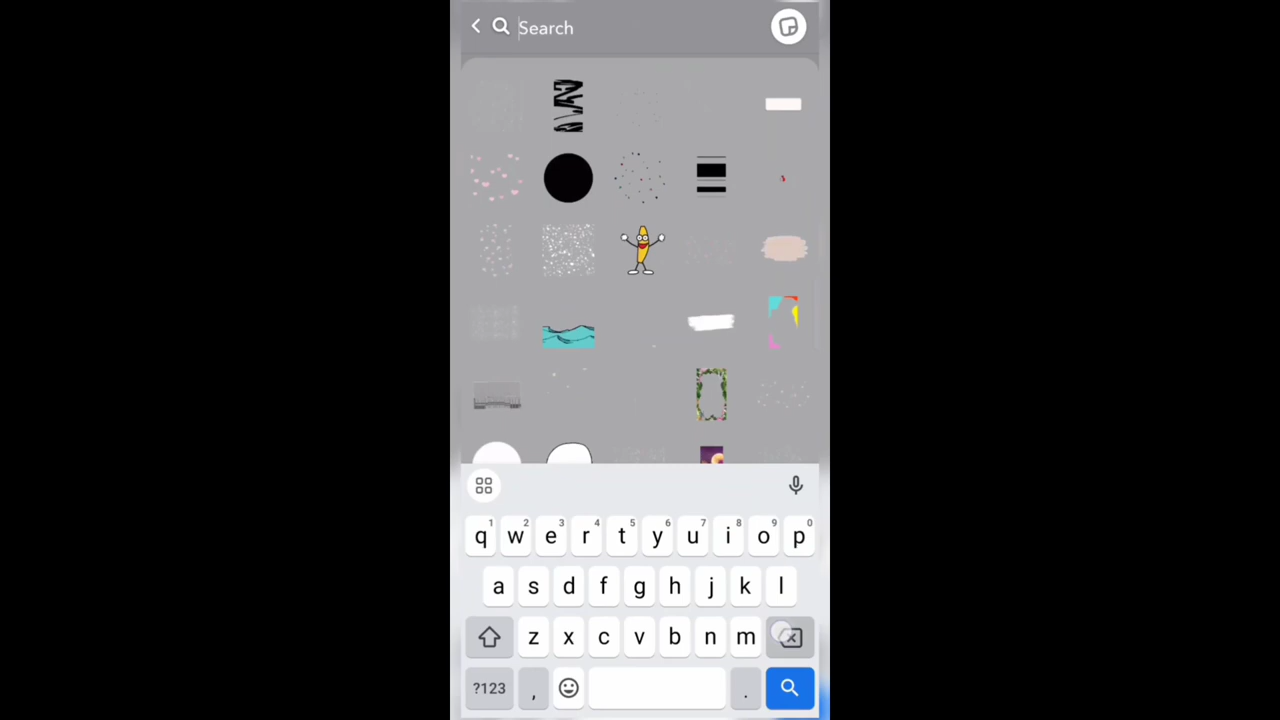 Search
1 2 3 4 5 6 7 8 9 0
q w e r t y u i o p
a s d f g h j k l
z x c v b n m
?123 , .